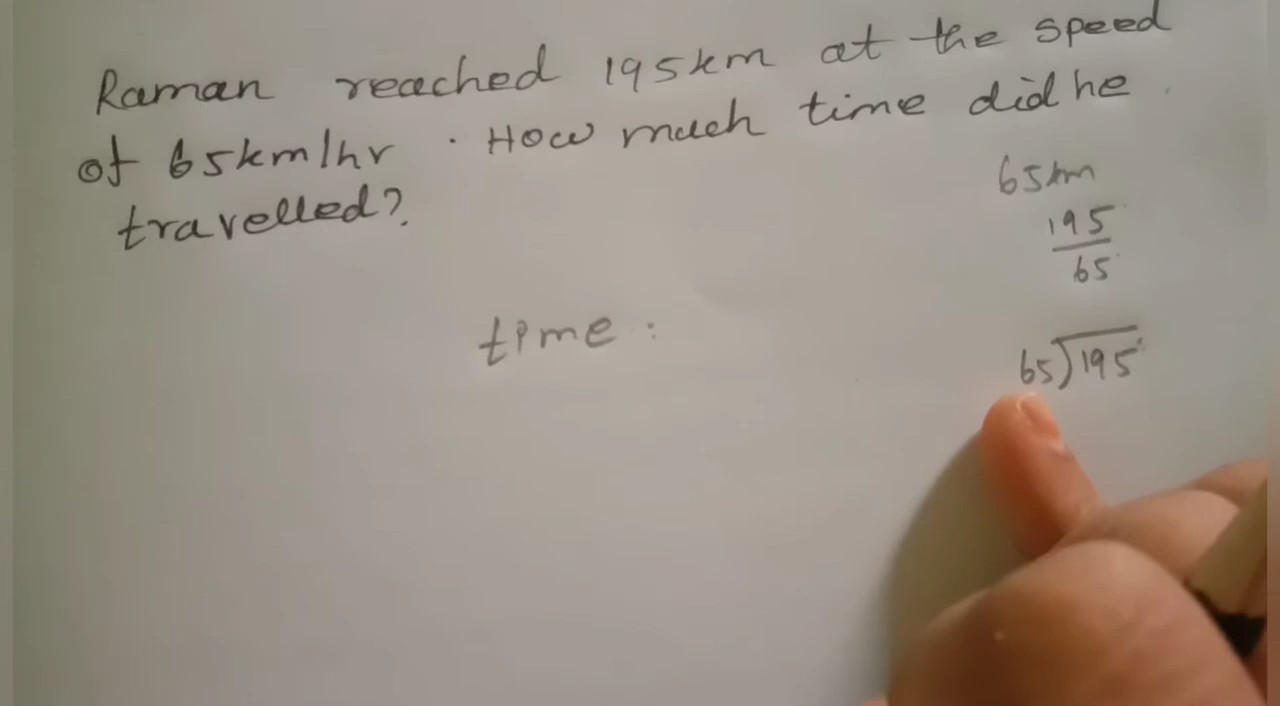 Raman reached 195km at the speed
of 65km/hr . How much time did he
travelled?
65km
195
65
time :
65)195